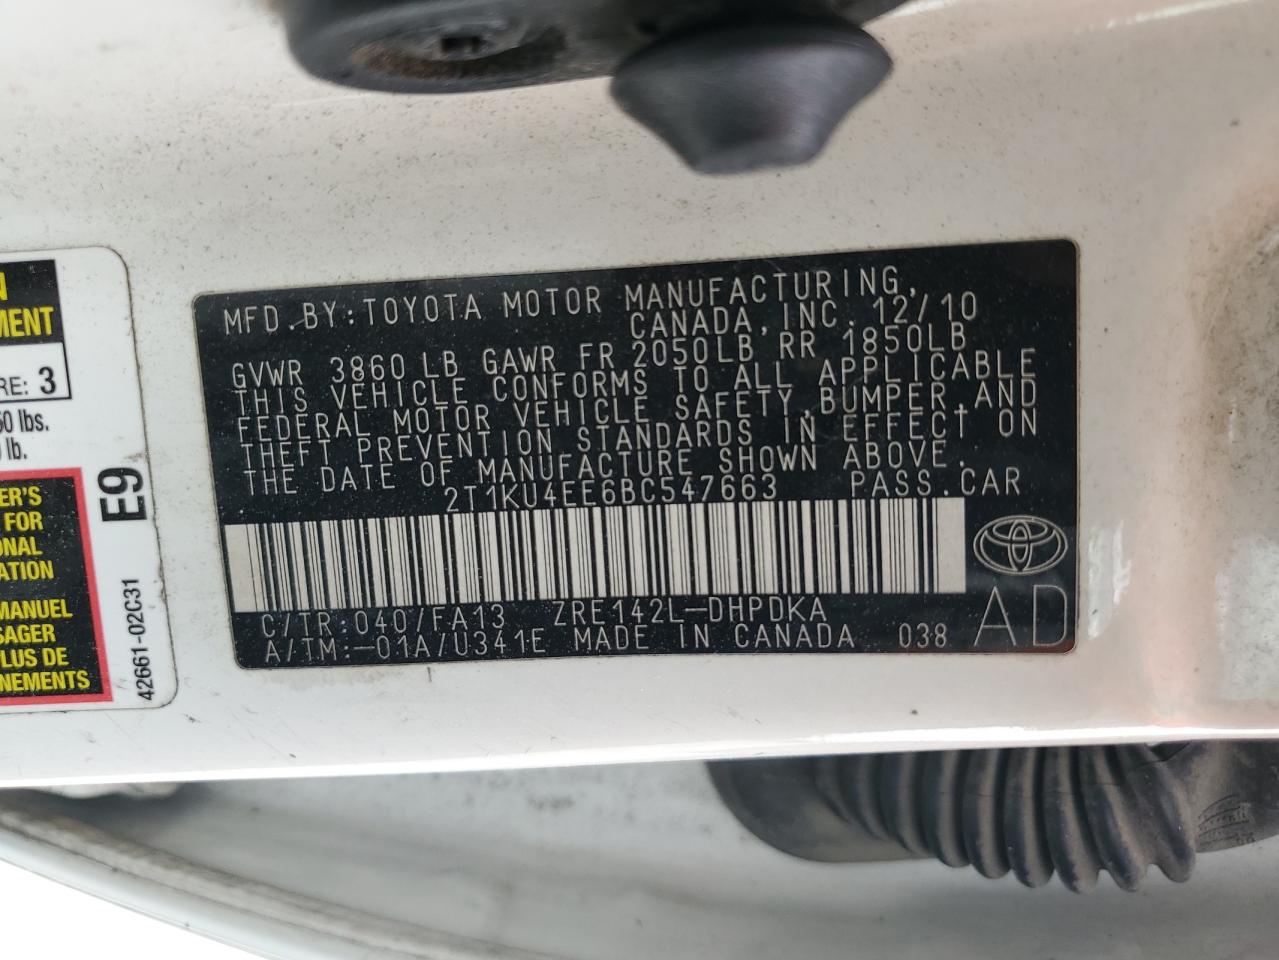 MFD. BY: TOYOTA MOTOR MANUFACTURING,
CANADA, INC. 12/10
GVWR 3860 LB GAWR FR 2050LB RR 1850LB
THIS VEHICLE CONFORMS TO ALL APPLICABLE
FEDERAL MOTOR VEHICLE SAFETY, BUMPER, AND
THEFT PREVENTION STANDARDS IN EFFECT ON
THE DATE OF MANUFACTURE SHOWN ABOVE.
2T1KU4EE6BC547663 PASS. CAR
C/TR: 040/FA13 ZRE142L-DHPDKA
A/TM:-01A/U341E MADE IN CANADA 038 AD
N
MENT
RE: 3
lbs.
lb.
ER'S
FOR
ONAL
ATION
MANUEL
SAGER
PLUS DE
NEMENTS
E9
42661-02C31